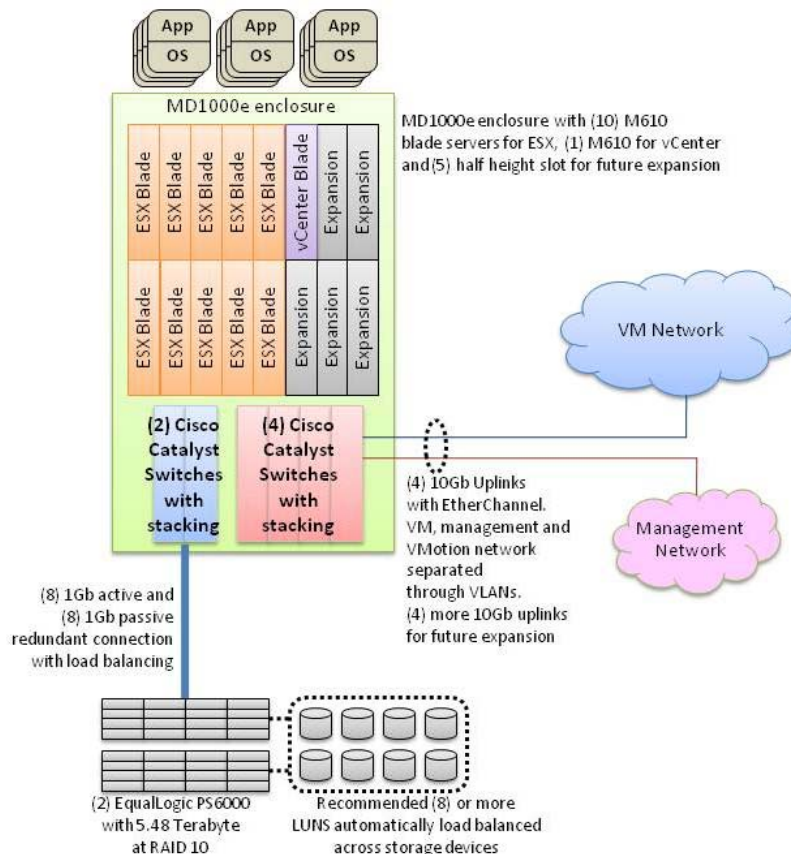 App
OS
App
OS
App
OS
MD1000e enclosure
MD1000e enclosure with (10) M610
blade servers for ESX, (1) M610 for vCenter
and (5) half height slot for future expansion
ESX Blade
ESX Blade
ESX Blade
ESX Blade
ESX Blade
vCenter Blade
Expansion
Expansion
ESX Blade
ESX Blade
ESX Blade
ESX Blade
ESX Blade
Expansion
Expansion
Expansion
VM Network
(2) Cisco
Catalyst
Switches
with
stacking
(4) Cisco
Catalyst
Switches
with
stacking
(4) 10Gb Uplinks
with EtherChannel.
VM, management and
VMotion network
separated
through VLANs.
(4) more 10Gb uplinks
for future expansion
Management
Network
(8) 1Gb active and
(8) 1Gb passive
redundant connection
with load balancing
(2) EqualLogic PS6000
with 5.48 Terabyte
at RAID 10
Recommended (8) or more
LUNS automatically load balanced
across storage devices